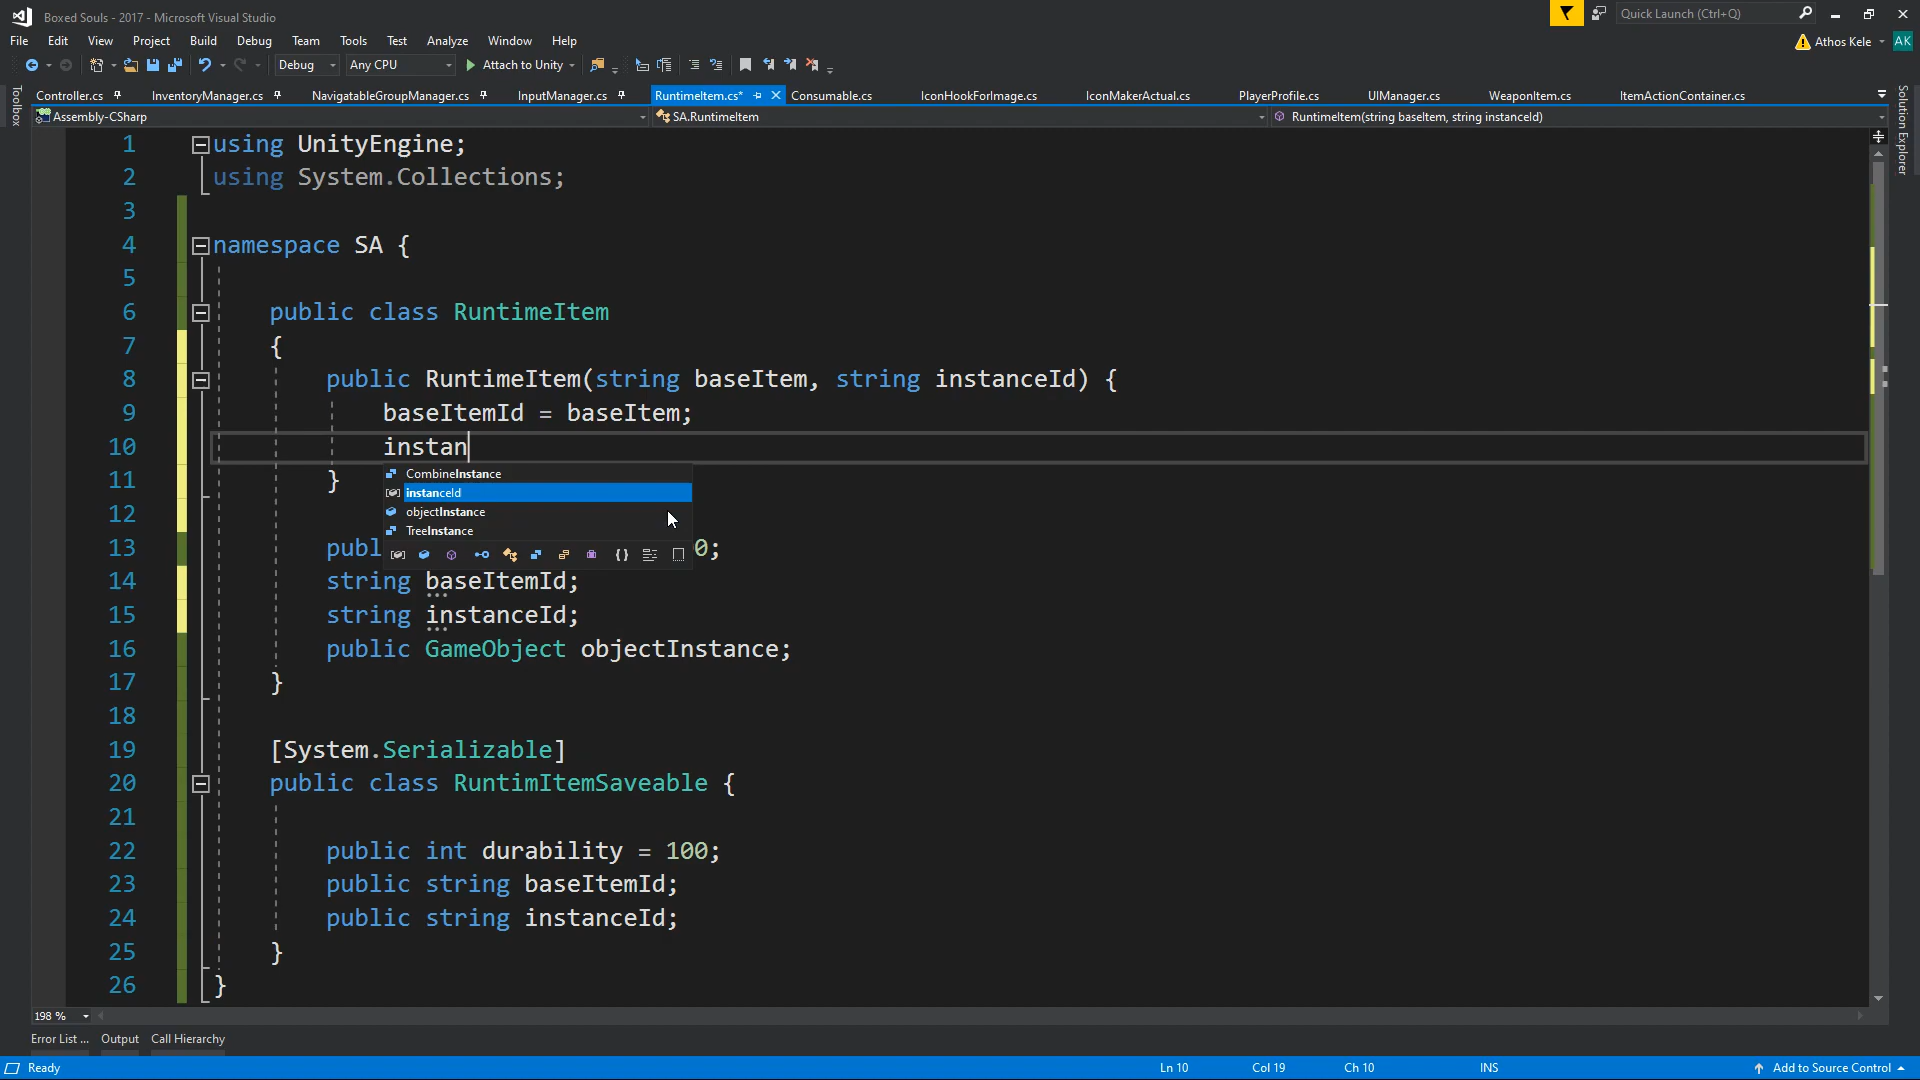 Boxed Souls - 2017 - Microsoft Visual Studio
Quick Launch (Ctrl+Q)
File Edit View Project Build Debug Team Tools Test Analyze Window Help
Athos Kele AK
Debug Any CPU Attach to Unity
Toolbox
Controller.cs InventoryManager.cs NavigatableGroupManager.cs InputManager.cs RuntimeItem.cs* Consumable.cs IconHookForImage.cs IconMakerActual.cs PlayerProfile.cs UIManager.cs WeaponItem.cs ItemActionContainer.cs
Solution Explorer
Assembly-CSharp SA.RuntimeItem RuntimeItem(string baseItem, string instanceId)
1 using UnityEngine;
2 using System.Collections;
3
4 namespace SA {
5
6 public class RuntimeItem
7 {
8 public RuntimeItem(string baseItem, string instanceId) {
9 baseItemId = baseItem;
10 instan
CombineInstance
11 }
instanceId
12
objectInstance
TreeInstance
13 publ 0;
14 string baseItemId;
15 string instanceId;
16 public GameObject objectInstance;
17 }
18
19 [System.Serializable]
20 public class RuntimItemSaveable {
21
22 public int durability = 100;
23 public string baseItemId;
24 public string instanceId;
25 }
26 }
198 %
Error List ... Output Call Hierarchy
Ready Ln 10 Col 19 Ch 10 INS Add to Source Control